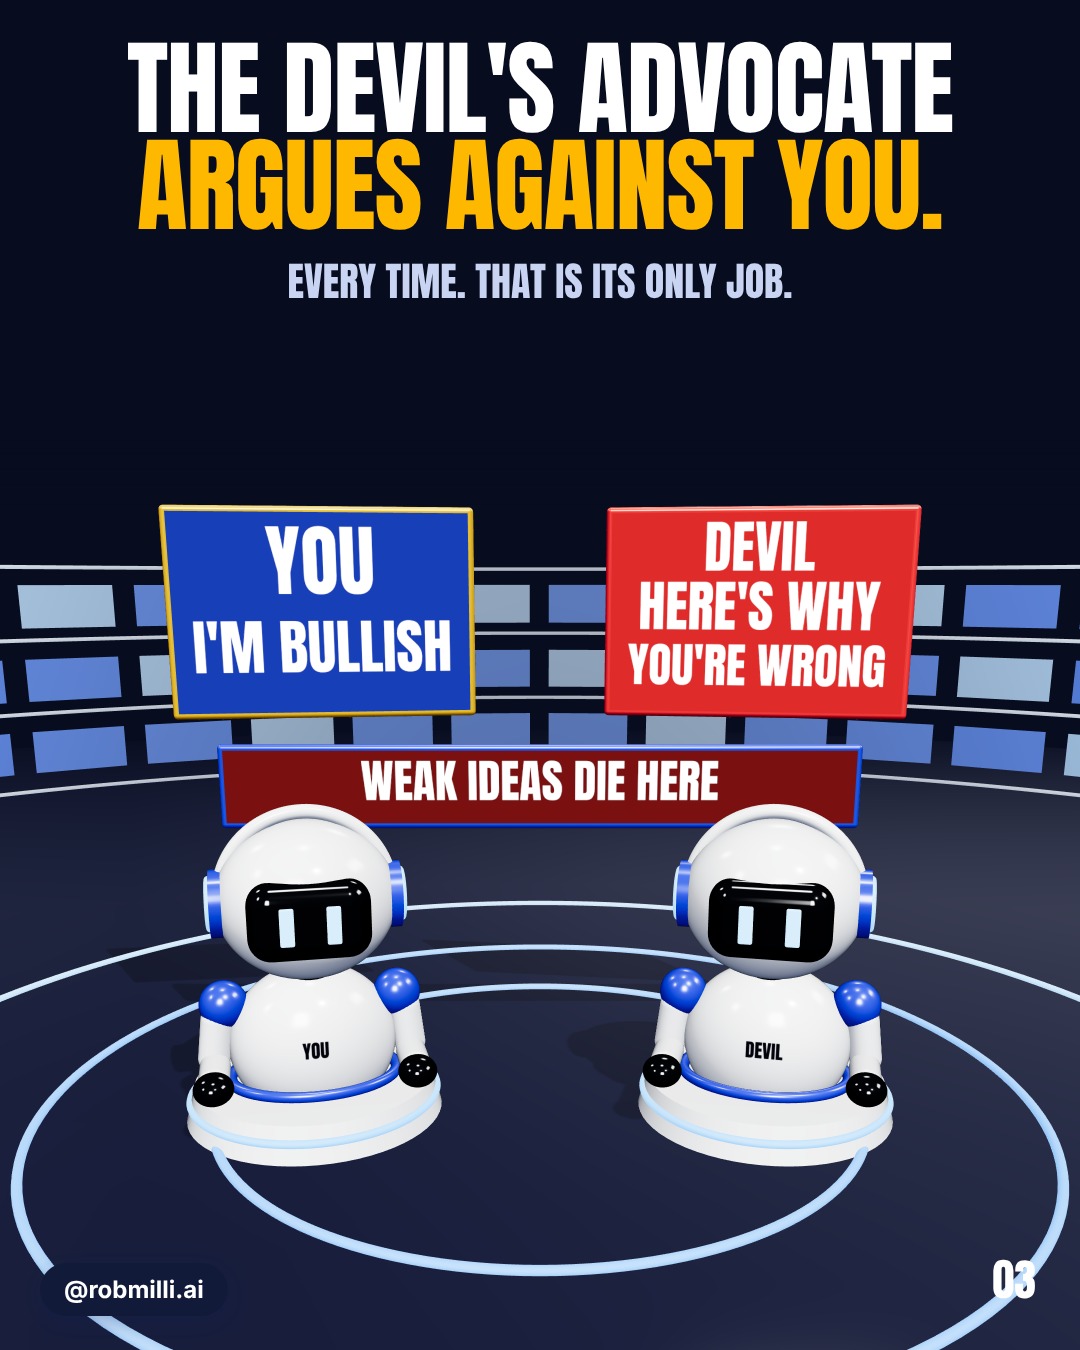 THE DEVIL'S ADVOCATE
ARGUES AGAINST YOU.
EVERY TIME. THAT IS ITS ONLY JOB.
YOU
I'M BULLISH
DEVIL
HERE'S WHY
YOU'RE WRONG
WEAK IDEAS DIE HERE
YOU
DEVIL
@robmilli.ai
03